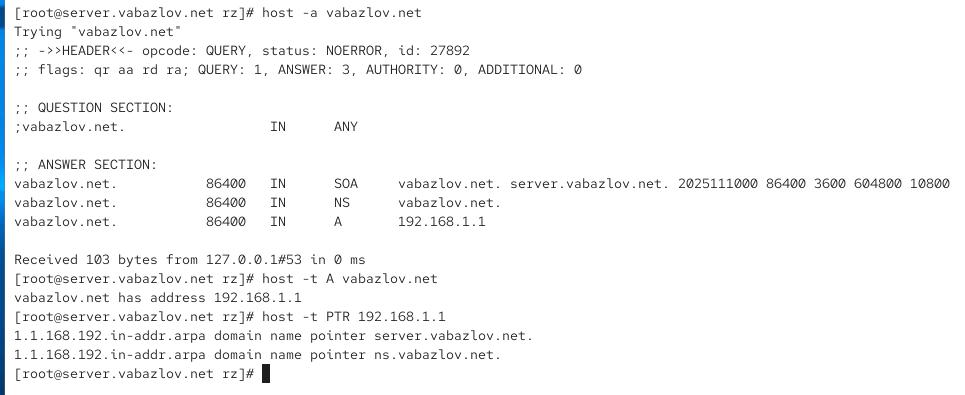 [root@server.vabazlov.net rz]# host -a vabazlov.net
Trying "vabazlov.net"
;; ->>HEADER<<- opcode: QUERY, status: NOERROR, id: 27892
;; flags: qr aa rd ra; QUERY: 1, ANSWER: 3, AUTHORITY: 0, ADDITIONAL: 0
;; QUESTION SECTION:
;vabazlov.net. IN ANY
;; ANSWER SECTION:
vabazlov.net. 86400 IN SOA vabazlov.net. server.vabazlov.net. 2025111000 86400 3600 604800 10800
vabazlov.net. 86400 IN NS vabazlov.net.
vabazlov.net. 86400 IN A 192.168.1.1
Received 103 bytes from 127.0.0.1#53 in 0 ms
[root@server.vabazlov.net rz]# host -t A vabazlov.net
vabazlov.net has address 192.168.1.1
[root@server.vabazlov.net rz]# host -t PTR 192.168.1.1
1.1.168.192.in-addr.arpa domain name pointer server.vabazlov.net.
1.1.168.192.in-addr.arpa domain name pointer ns.vabazlov.net.
[root@server.vabazlov.net rz]#